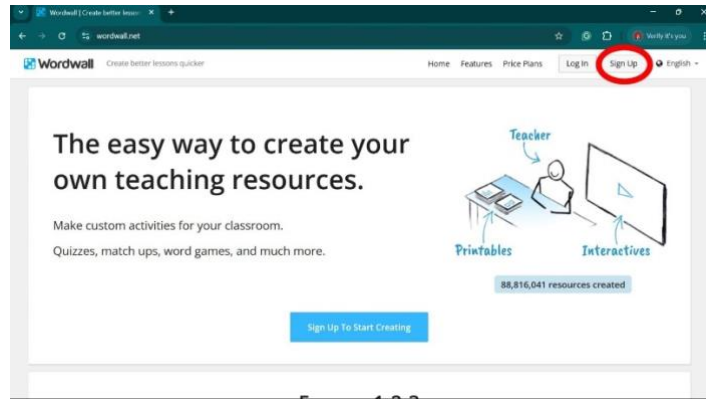 Wordwall | Create better lesson
wordwall.net
Verify it's you
Wordwall Create better lessons quicker Home Features Price Plans Log In Sign Up English
The easy way to create your
own teaching resources.
Make custom activities for your classroom.
Quizzes, match ups, word games, and much more.
Teacher
Printables Interactives
88,816,041 resources created
Sign Up To Start Creating